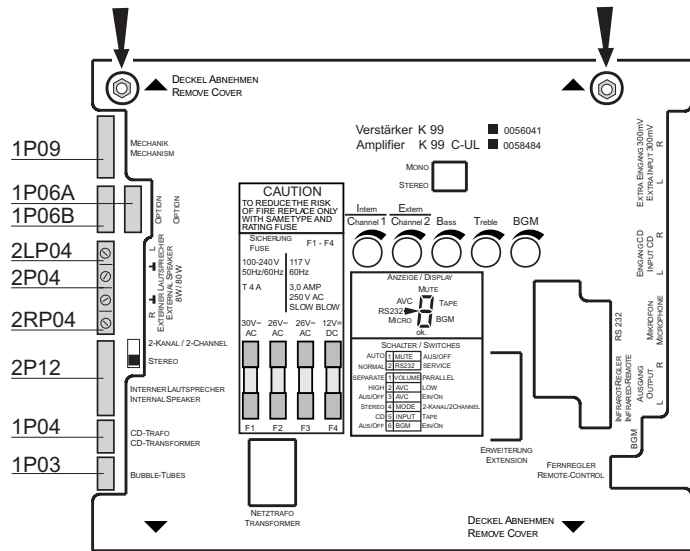 DECKEL ABNEHMEN
REMOVE COVER
1P09
MECHANIK
MECHANISM
1P06A
1P06B
OPTION
OPTION
2LP04
2P04
2RP04
L
R
EXTERNER LAUTSPRECHER
EXTERNAL SPEAKER
8W/80W
2-KANAL / 2-CHANNEL
STEREO
2P12
INTERNER LAUTSPRECHER
INTERNAL SPEAKER
1P04
CD-TRAFO
CD-TRANSFORMER
1P03
BUBBLE-TUBES
Verstärker K 99 0056041
Amplifier K 99 C-UL 0058484
MONO
STEREO
CAUTION
TO REDUCE THE RISK
OF FIRE REPLACE ONLY
WITH SAMETYPE AND
RATING FUSE
SICHERUNG
FUSE F1 - F4
100-240 V 117 V
50Hz/60Hz 60Hz
T 4 A 3,0 AMP
250 V AC
SLOW BLOW
30V~ 26V~ 26V~ 12V=
AC AC AC DC
F1 F2 F3 F4
NETZTRAFO
TRANSFORMER
Intern Extern
Channel 1 Channel 2 BASS TREBLE BGM
ANZEIGE / DISPLAY
MUTE
AVC TAPE
RS232
MICRO BGM
ok.
SCHALTER / SWITCHES
AUTO 1 MUTE AUS/OFF
NORMAL 2 RS232 SERVICE
SEPARATE 1 VOLUME PARALLEL
HIGH 2 AVC LOW
AUS/OFF 3 AVC EIN/ON
STEREO 4 MODE 2-KANAL/2CHANNEL
CD 5 INPUT TAPE
AUS/OFF 6 BGM EIN/ON
ERWEITERUNG
EXTENSION
FERNREGLER
REMOTE-CONTROL
EXTRA EINGANG 300mV
EXTRA INPUT 300mV
L R
EINGANG CD
INPUT CD
L R
RS 232
MIKROFON
MICROPHONE
INFRAROT-REGLER
INFRARED-REMOTE
AUSGANG
OUTPUT
L R
BGM
DECKEL ABNEHMEN
REMOVE COVER